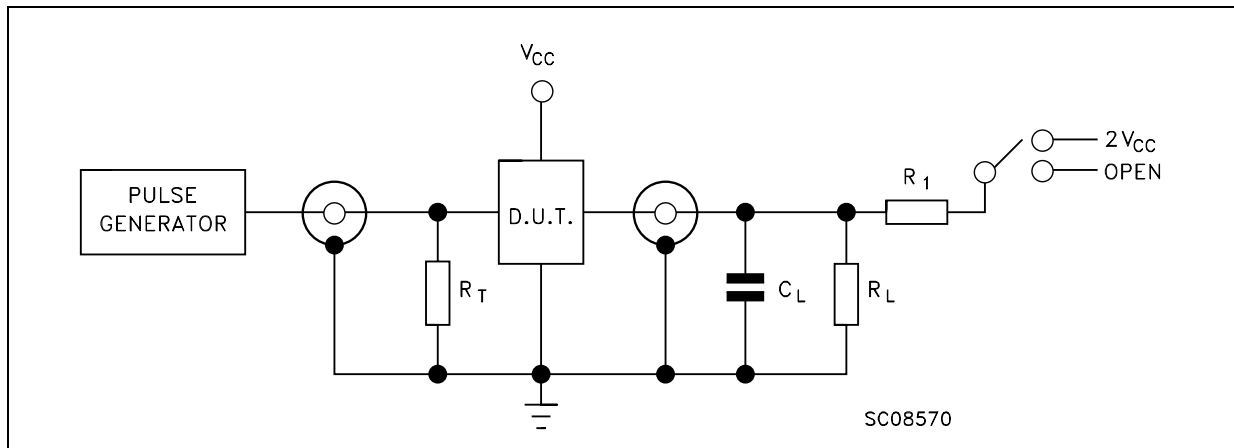 VCC
2VCC
OPEN
PULSE
GENERATOR
D.U.T.
R1
RT
CL
RL
SC08570